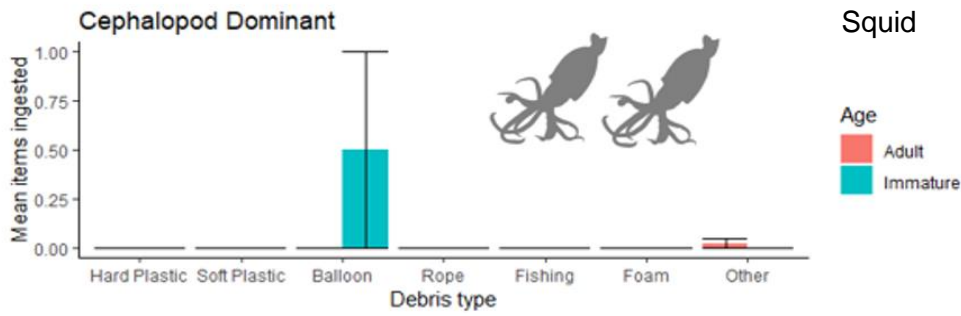 Cephalopod Dominant
Squid
Mean items ingested
1.00
0.75
0.50
0.25
0.00
Hard Plastic Soft Plastic Balloon Rope Fishing Foam Other
Debris type
Age
Adult
Immature